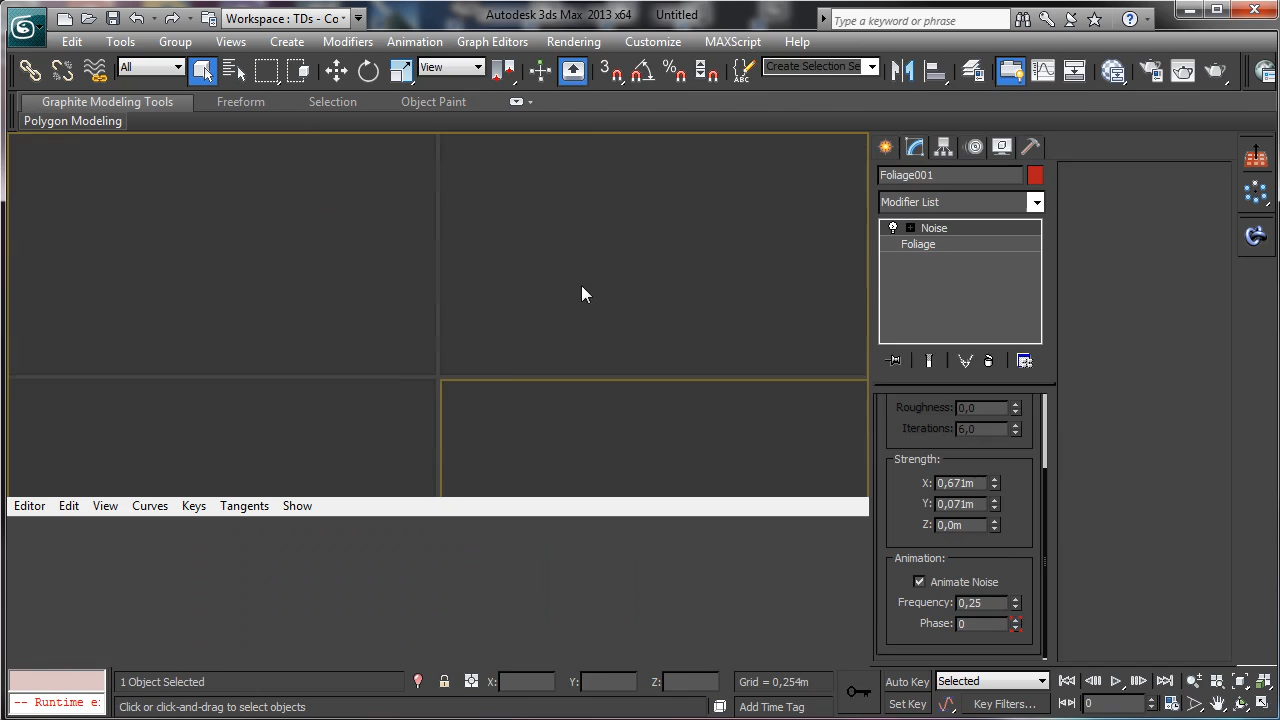 Workspace : TDs - Co
Autodesk 3ds Max 2013 x64
Untitled
Type a keyword or phrase
Edit Tools Group Views Create Modifiers Animation Graph Editors Rendering Customize MAXScript Help
All
View
3
ABC
Create Selection Se
Graphite Modeling Tools Freeform Selection Object Paint
Polygon Modeling
Foliage001
Modifier List
Noise
Foliage
Roughness: 0,0
Iterations: 6,0
Strength:
X: 0,671m
Y: 0,071m
Z: 0,0m
Animation:
Animate Noise
Frequency: 0,25
Phase: 0
Editor Edit View Curves Keys Tangents Show
1 Object Selected
X:
Y:
Z:
Grid = 0,254m
Auto Key
Selected
-- Runtime e
Click or click-and-drag to select objects
Add Time Tag
Set Key
Key Filters...
0